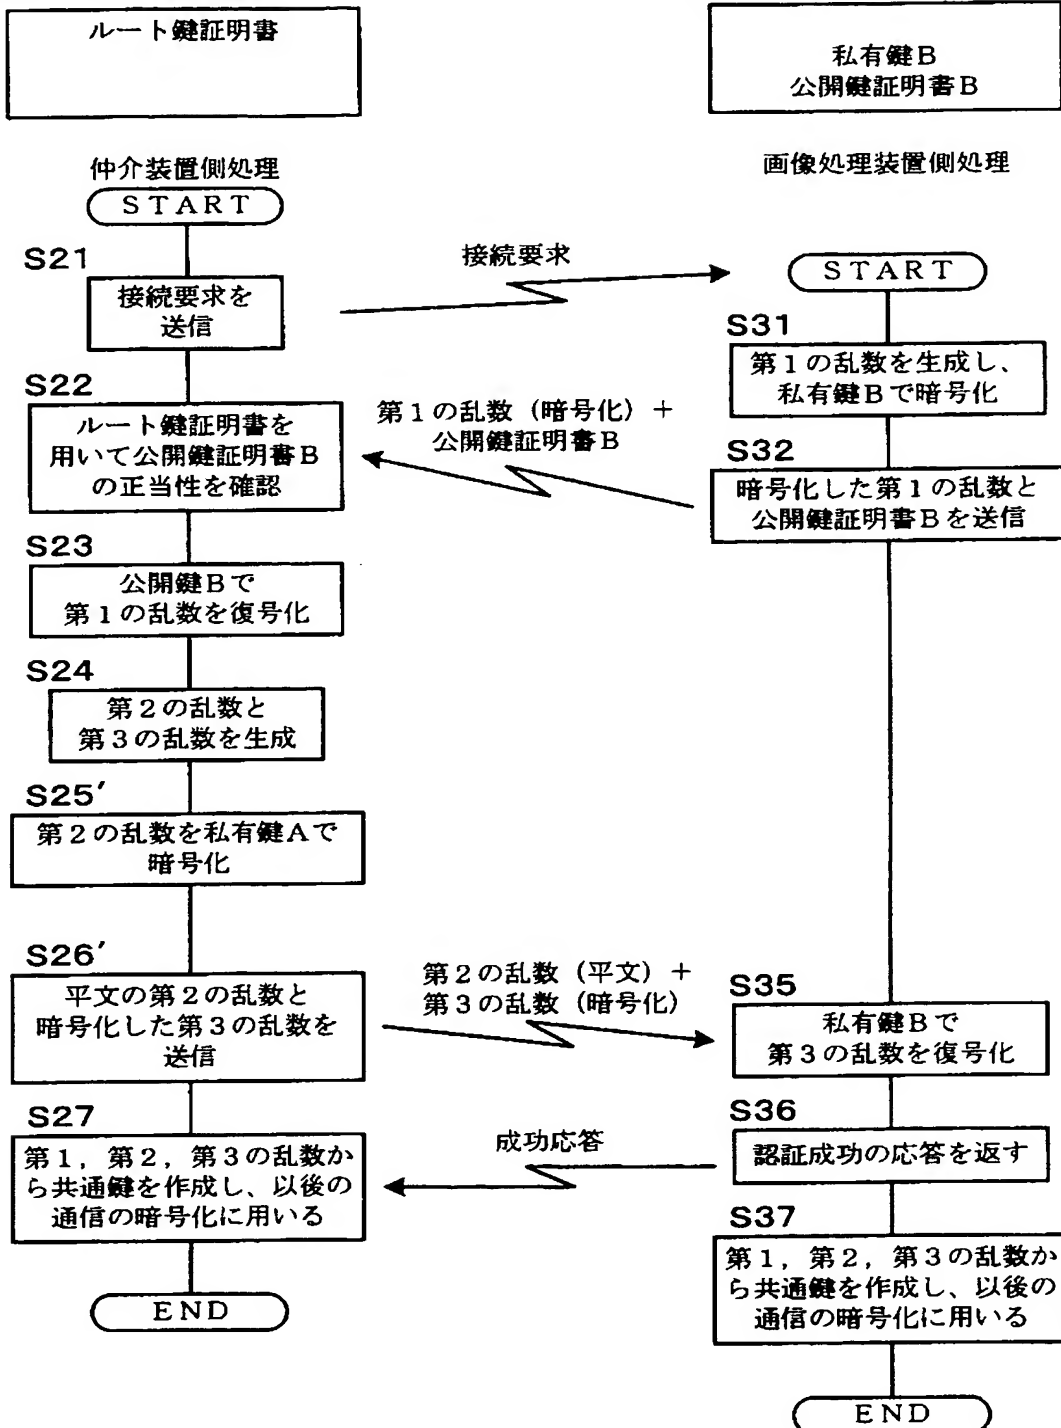 ルート鍵証明書
私有鍵B
公開鍵証明書B
仲介装置側処理
画像処理装置側処理
START
S21
接続要求を
送信
接続要求
START
S31
第1の乱数を生成し、
私有鍵Bで暗号化
S22
ルート鍵証明書を
用いて公開鍵証明書B
の正当性を確認
第1の乱数（暗号化）＋
公開鍵証明書B
S32
暗号化した第1の乱数と
公開鍵証明書Bを送信
S23
公開鍵Bで
第1の乱数を復号化
S24
第2の乱数と
第3の乱数を生成
S25′
第2の乱数を私有鍵Aで
暗号化
S26′
平文の第2の乱数と
暗号化した第3の乱数を
送信
第2の乱数（平文）＋
第3の乱数（暗号化）
S35
私有鍵Bで
第3の乱数を復号化
S36
認証成功の応答を返す
成功応答
S27
第1，第2，第3の乱数か
ら共通鍵を作成し、以後の
通信の暗号化に用いる
S37
第1，第2，第3の乱数か
ら共通鍵を作成し、以後の
通信の暗号化に用いる
END
END